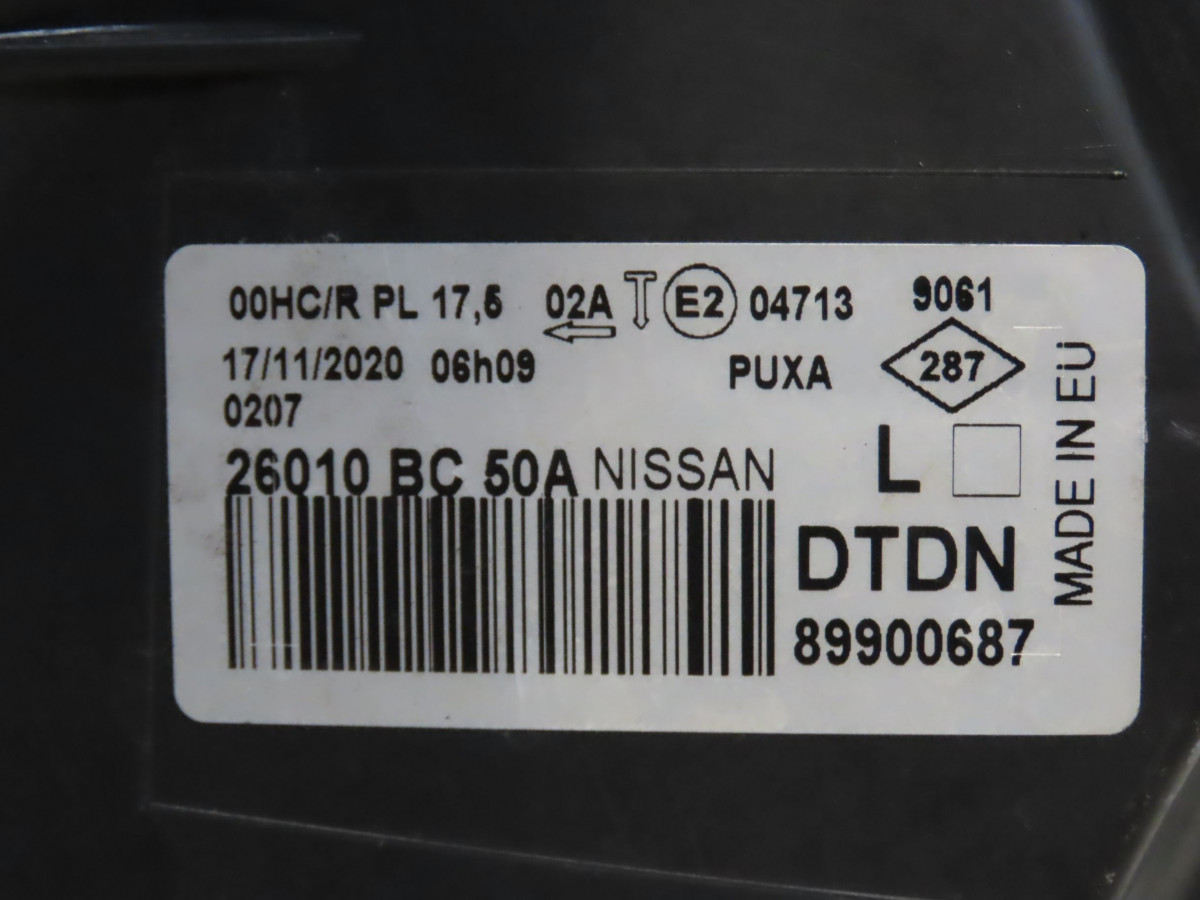 00HC/R PL 17,5 02A E2 04713 9061
17/11/2020 06h09 PUXA 287
0207
26010 BC 50A NISSAN L
DTDN
89900687
MADE IN EU